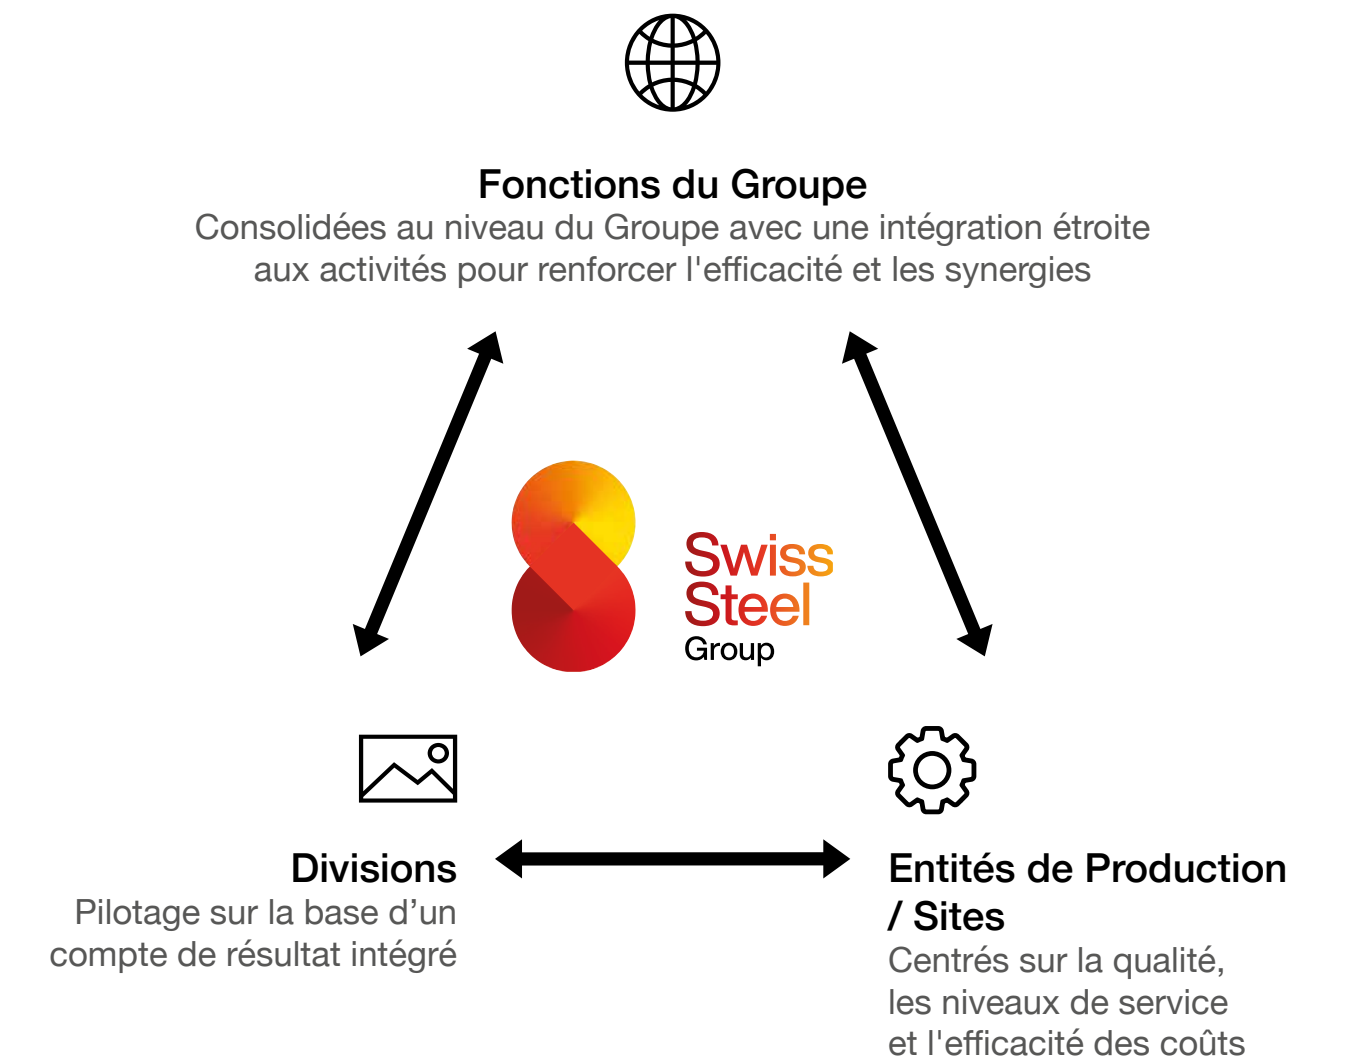 Fonctions du Groupe
Consolidées au niveau du Groupe avec une intégration étroite
aux activités pour renforcer l'efficacité et les synergies
Swiss
Steel
Group
Divisions
Pilotage sur la base d’un
compte de résultat intégré
Entités de Production
/ Sites
Centrés sur la qualité,
les niveaux de service
et l'efficacité des coûts